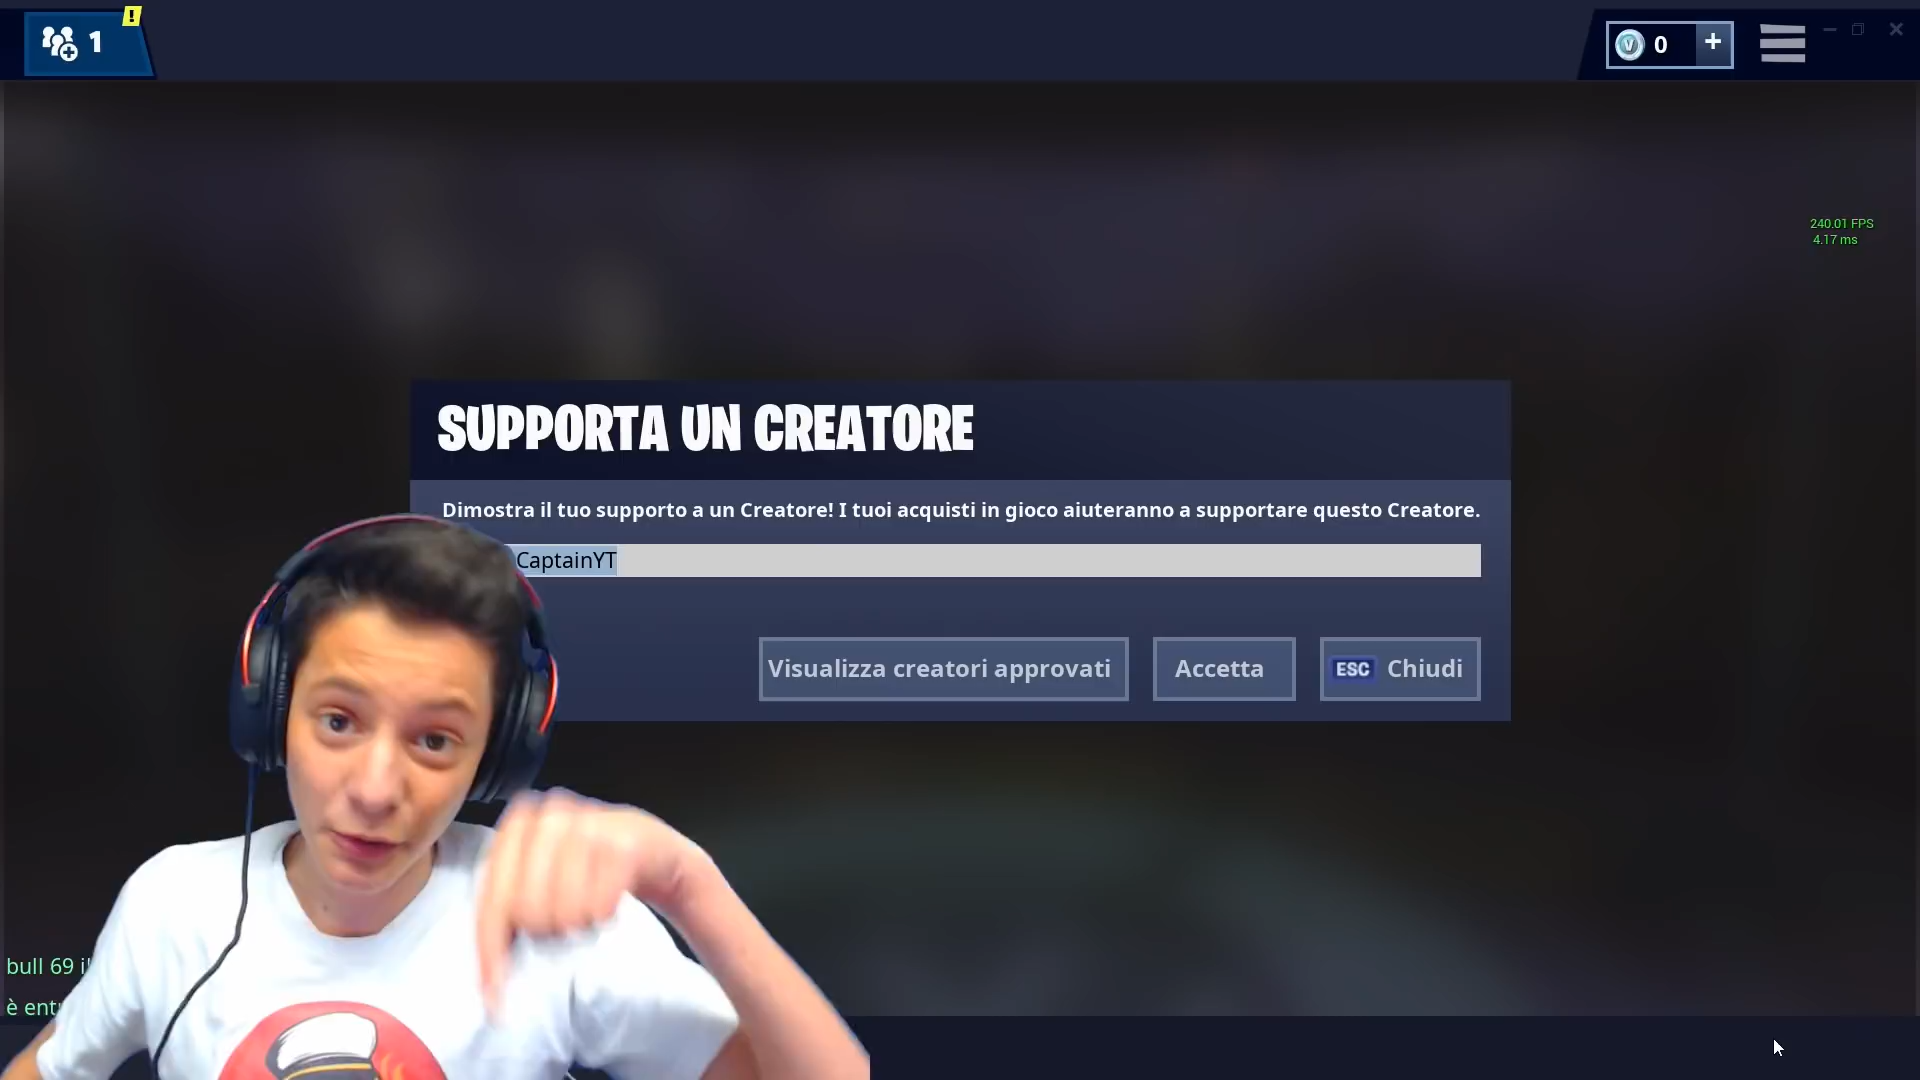 !
1
0 +
240.01 FPS
4.17 ms
SUPPORTA UN CREATORE
Dimostra il tuo supporto a un Creatore! I tuoi acquisti in gioco aiuteranno a supportare questo Creatore.
CaptainYT
Visualizza creatori approvati
Accetta
ESC Chiudi
bull 69
è